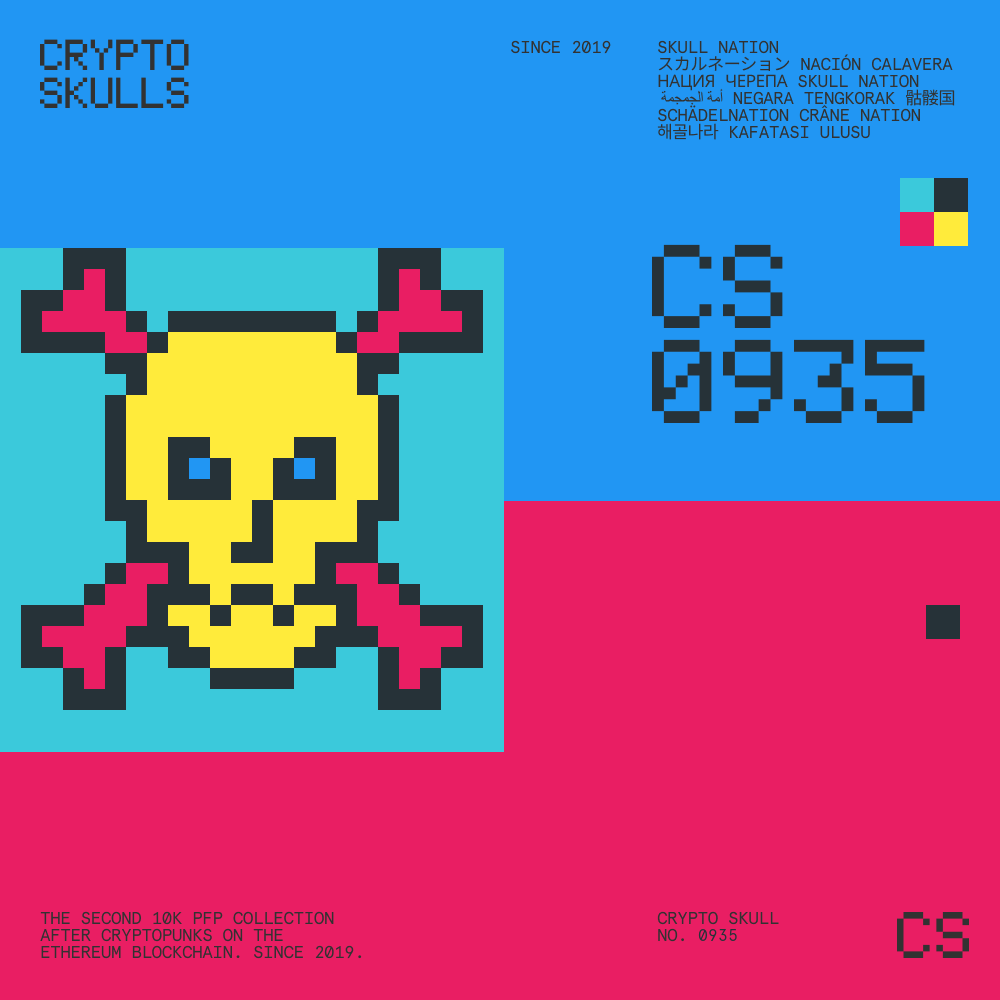 CRYPTO
SKULLS
SINCE 2019
SKULL NATION
スカルネーション NACIÓN CALAVERA
НАЦИЯ ЧЕРЕПА SKULL NATION
أمة الجمجمة NEGARA TENGKORAK 骷髅国
SCHÄDELNATION CRÂNE NATION
해골나라 KAFATASI ULUSU
CS
0935
THE SECOND 10K PFP COLLECTION
AFTER CRYPTOPUNKS ON THE
ETHEREUM BLOCKCHAIN. SINCE 2019.
CRYPTO SKULL
NO. 0935
CS